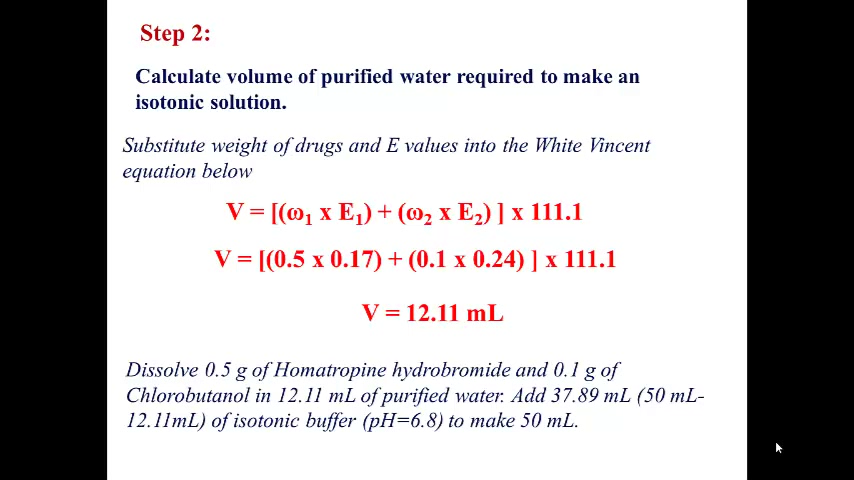 Step 2:
Calculate volume of purified water required to make an
isotonic solution.
Substitute weight of drugs and E values into the White Vincent
equation below
V = [(ω₁ x E₁) + (ω₂ x E₂) ] x 111.1
V = [(0.5 x 0.17) + (0.1 x 0.24) ] x 111.1
V = 12.11 mL
Dissolve 0.5 g of Homatropine hydrobromide and 0.1 g of
Chlorobutanol in 12.11 mL of purified water. Add 37.89 mL (50 mL-
12.11mL) of isotonic buffer (pH=6.8) to make 50 mL.